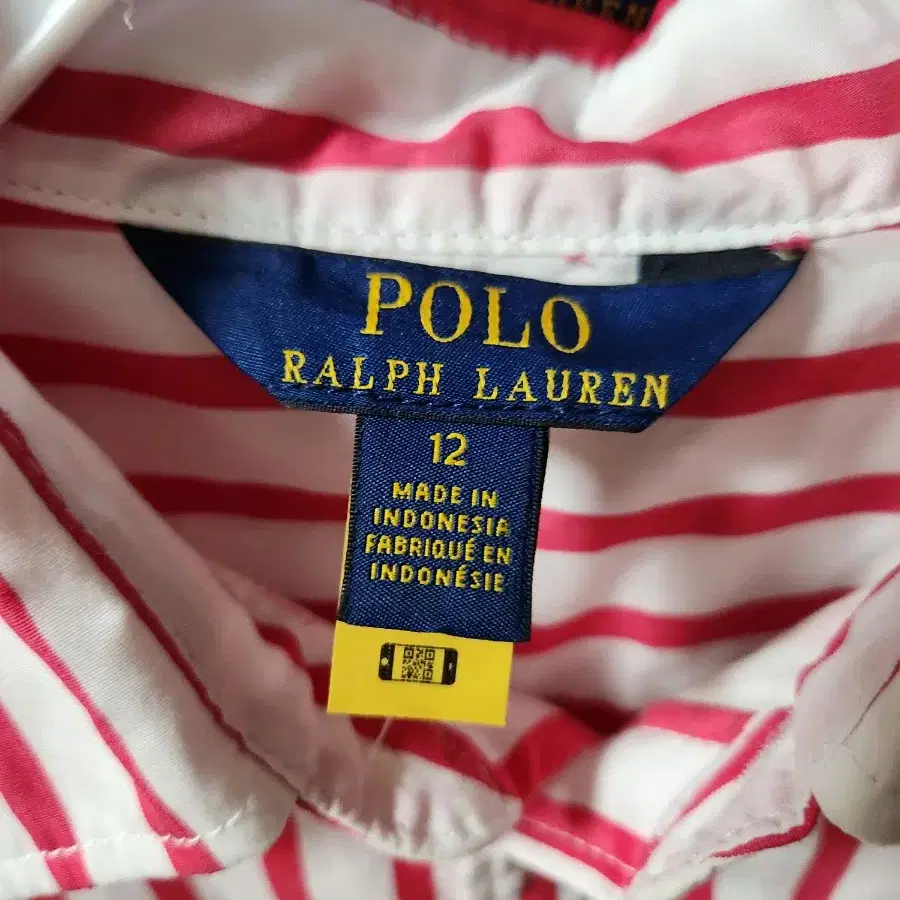 POLO
RALPH LAUREN
12
MADE IN
INDONESIA
FABRIQUÉ EN
INDONÉSIE